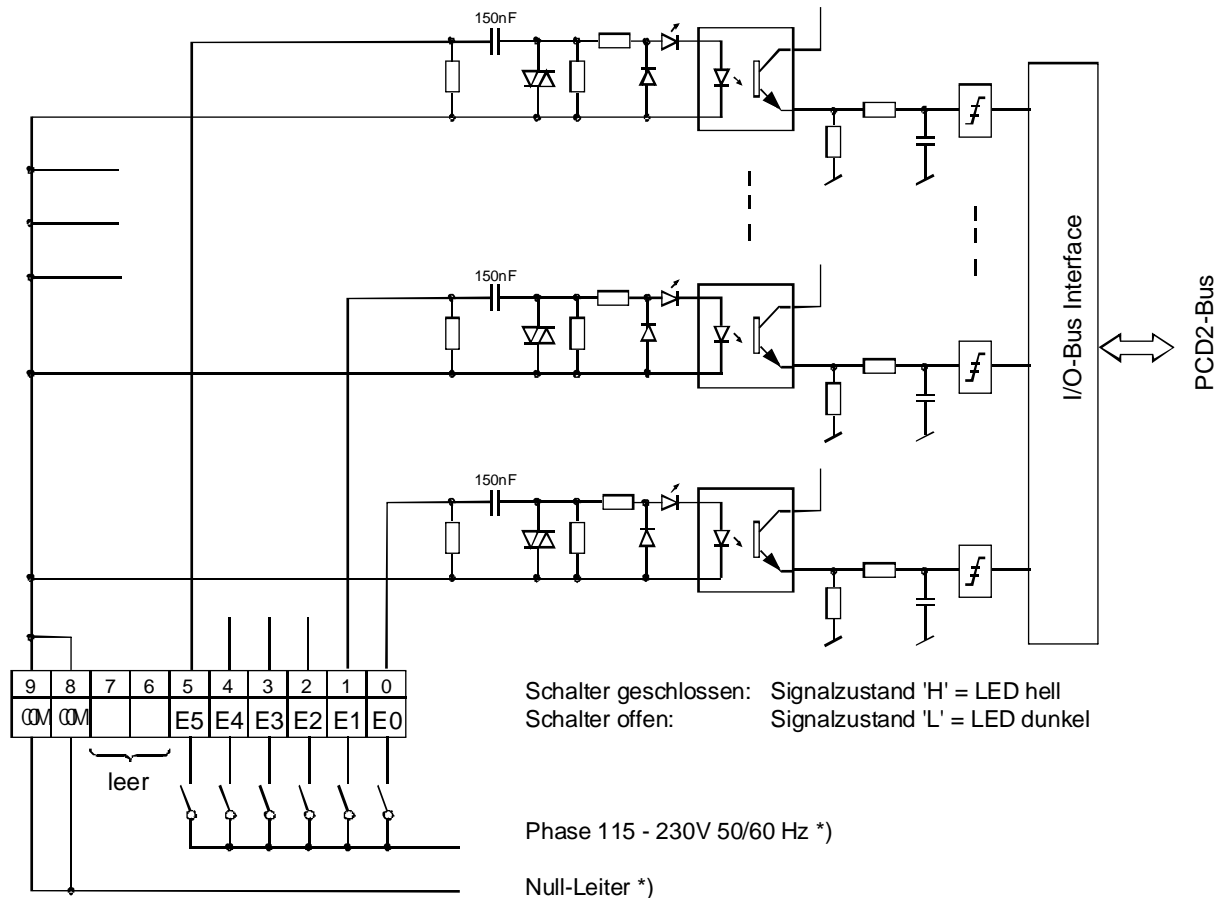 150nF
I/O-Bus Interface
PCD2-Bus
150nF
150nF
9 8 7 6 5 4 3 2 1 0
COM COM E5 E4 E3 E2 E1 E0
leer
Schalter geschlossen: Signalzustand 'H' = LED hell
Schalter offen: Signalzustand 'L' = LED dunkel
Phase 115 - 230V 50/60 Hz *)
Null-Leiter *)